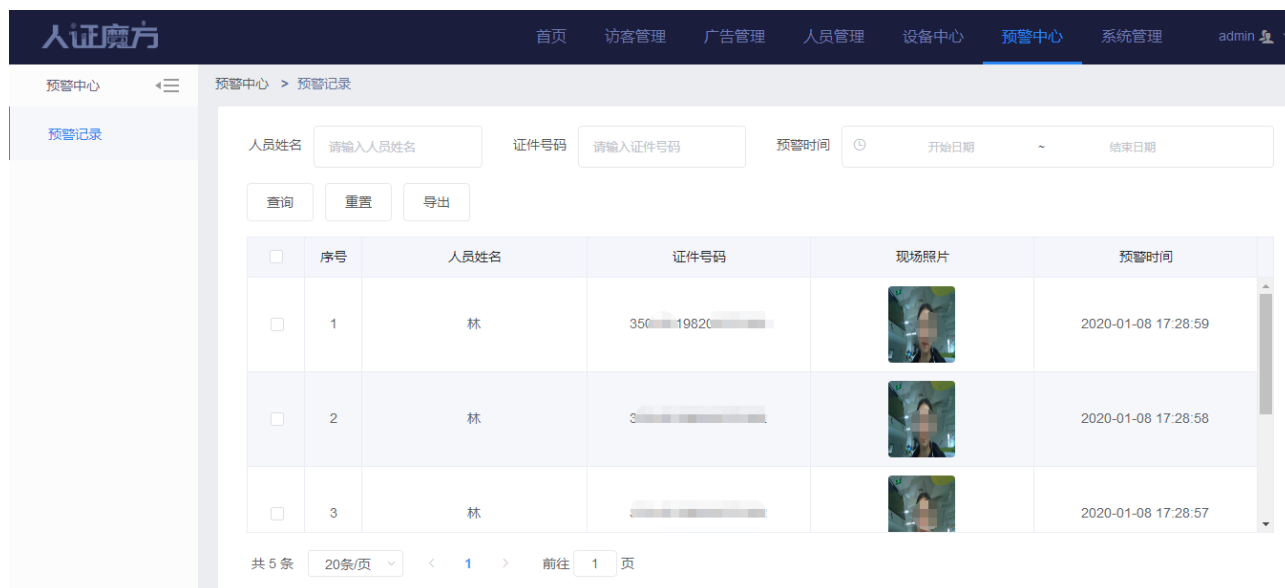 人证魔方 首页 访客管理 广告管理 人员管理 设备中心 预警中心 系统管理 admin
预警中心
预警中心 > 预警记录
预警记录
人员姓名 请输入人员姓名 证件号码 请输入证件号码 预警时间 开始日期 ~ 结束日期
查询 重置 导出
序号 人员姓名 证件号码 现场照片 预警时间
1 林 350 19820 2020-01-08 17:28:59
2 林 3 2020-01-08 17:28:58
3 林 2020-01-08 17:28:57
共 5 条 20条/页 < 1 > 前往 1 页